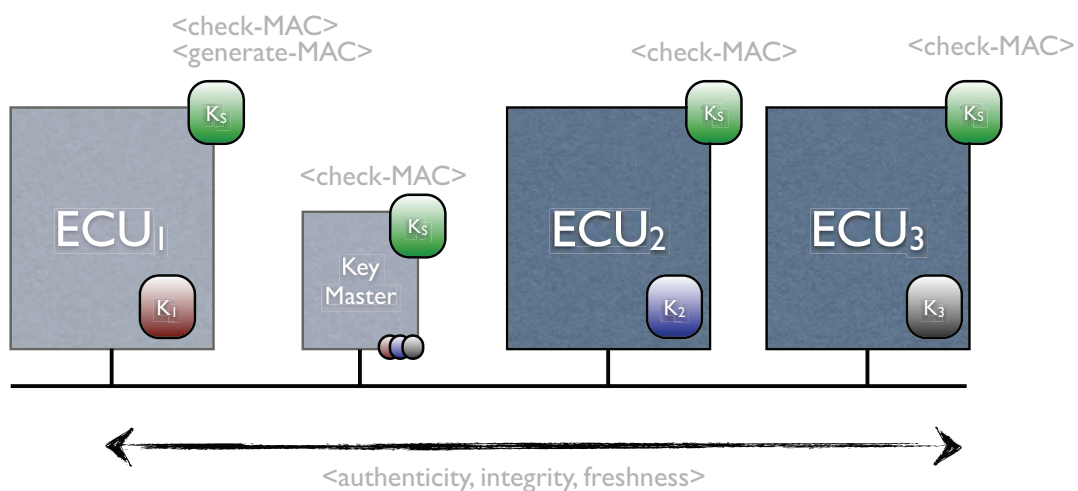 <check-MAC>
<generate-MAC>
<check-MAC>
<check-MAC>
Ks
Ks
Ks
<check-MAC>
Ks
ECU1
Key
Master
ECU2
ECU3
K1
K2
K3
<authenticity, integrity, freshness>